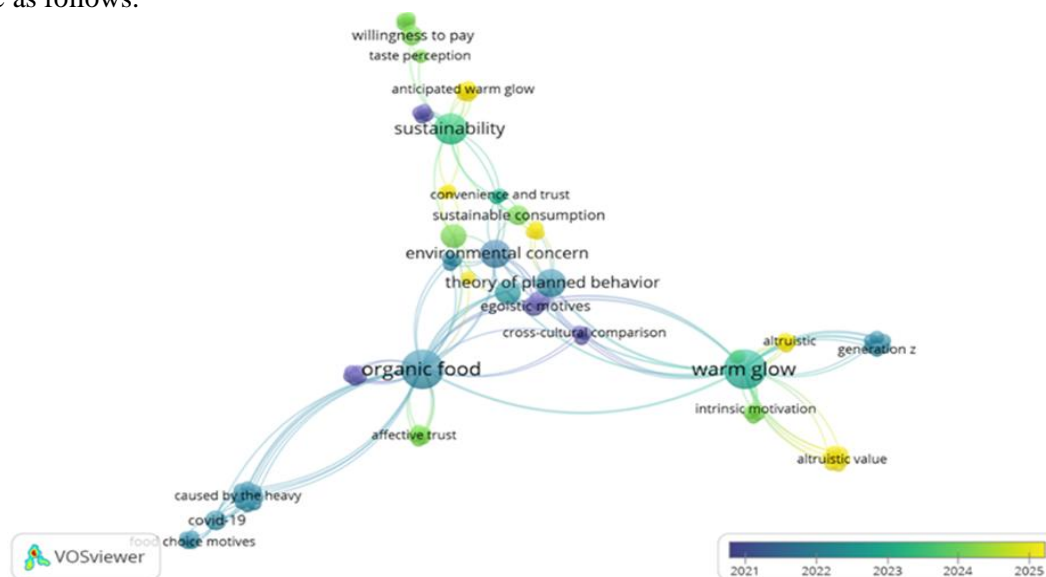 e as follows:
willingness to pay
taste perception
anticipated warm glow
sustainability
convenience and trust
sustainable consumption
environmental concern
theory of planned behavior
egoistic motives
cross-cultural comparison
altruistic
generation z
organic food
warm glow
intrinsic motivation
affective trust
altruistic value
caused by the heavy
covid-19
food choice motives
VOSviewer
2021 2022 2023 2024 2025